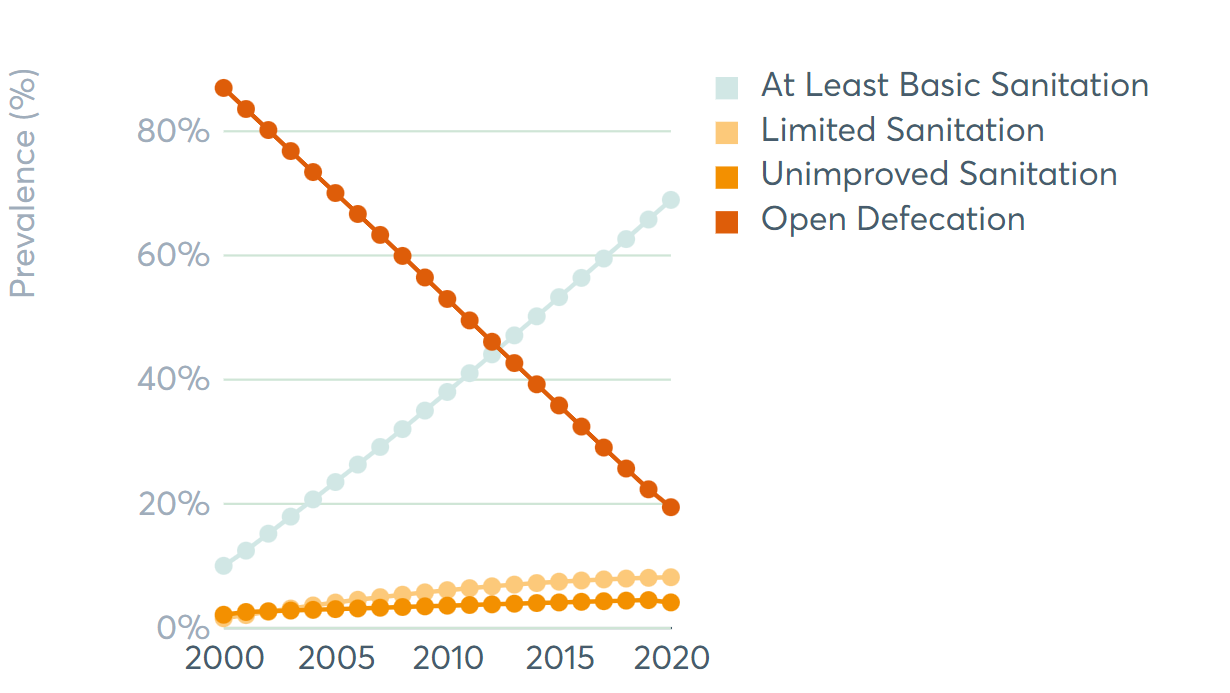 Prevalence (%)
80%
60%
40%
20%
0%
2000 2005 2010 2015 2020
At Least Basic Sanitation
Limited Sanitation
Unimproved Sanitation
Open Defecation